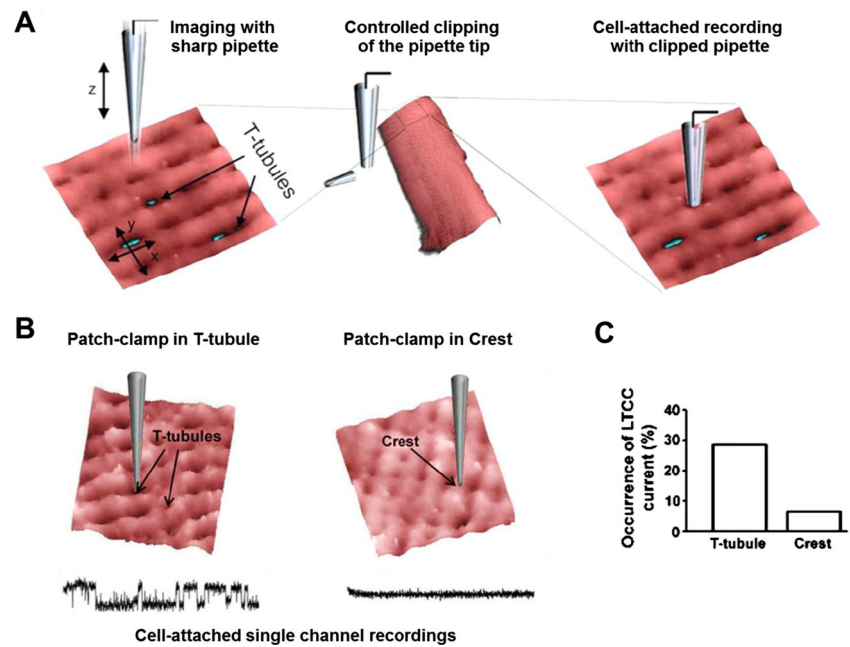 A
Imaging with
sharp pipette
Controlled clipping
of the pipette tip
Cell-attached recording
with clipped pipette
z
T-tubules
y
x
B
Patch-clamp in T-tubule
Patch-clamp in Crest
T-tubules
Crest
Cell-attached single channel recordings
C
Occurrence of LTCC
current (%)
40
30
20
10
0
T-tubule
Crest